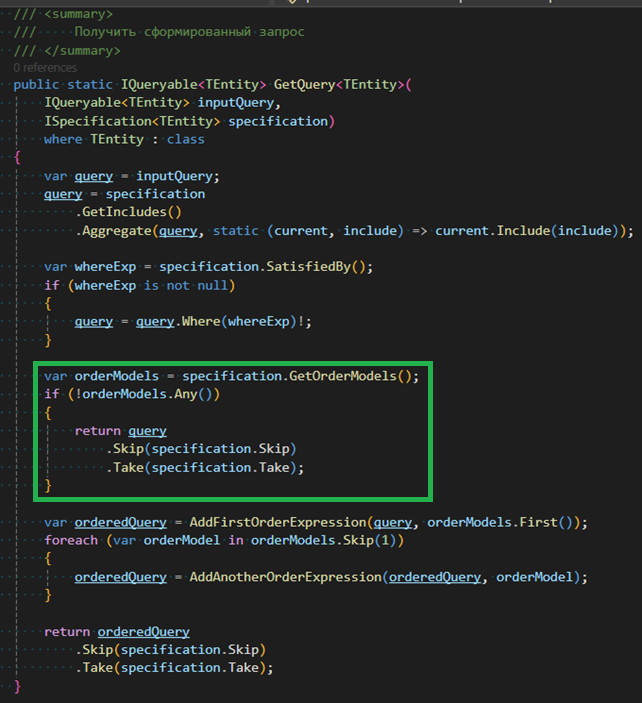 /// <summary>
///     Получить сформированный запрос
/// </summary>
0 references
public static IQueryable<TEntity> GetQuery<TEntity>(
    IQueryable<TEntity> inputQuery,
    ISpecification<TEntity> specification)
    where TEntity : class
{
    var query = inputQuery;
    query = specification
        .GetIncludes()
        .Aggregate(query, static (current, include) => current.Include(include));

    var whereExp = specification.SatisfiedBy();
    if (whereExp is not null)
    {
        query = query.Where(whereExp)!;
    }

    var orderModels = specification.GetOrderModels();
    if (!orderModels.Any())
    {
        return query
            .Skip(specification.Skip)
            .Take(specification.Take);
    }

    var orderedQuery = AddFirstOrderExpression(query, orderModels.First());
    foreach (var orderModel in orderModels.Skip(1))
    {
        orderedQuery = AddAnotherOrderExpression(orderedQuery, orderModel);
    }

    return orderedQuery
        .Skip(specification.Skip)
        .Take(specification.Take);
}